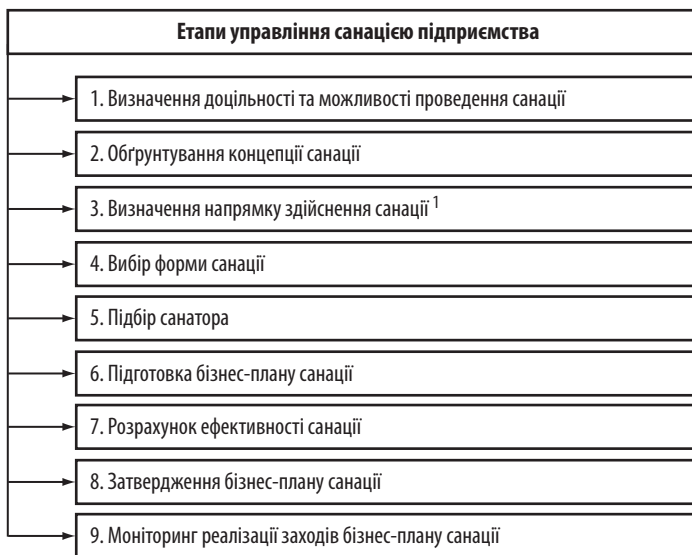 Етапи управління санацією підприємства
1. Визначення доцільності та можливості проведення санації
2. Обґрунтування концепції санації
3. Визначення напрямку здійснення санації 1
4. Вибір форми санації
5. Підбір санатора
6. Підготовка бізнес-плану санації
7. Розрахунок ефективності санації
8. Затвердження бізнес-плану санації
9. Моніторинг реалізації заходів бізнес-плану санації